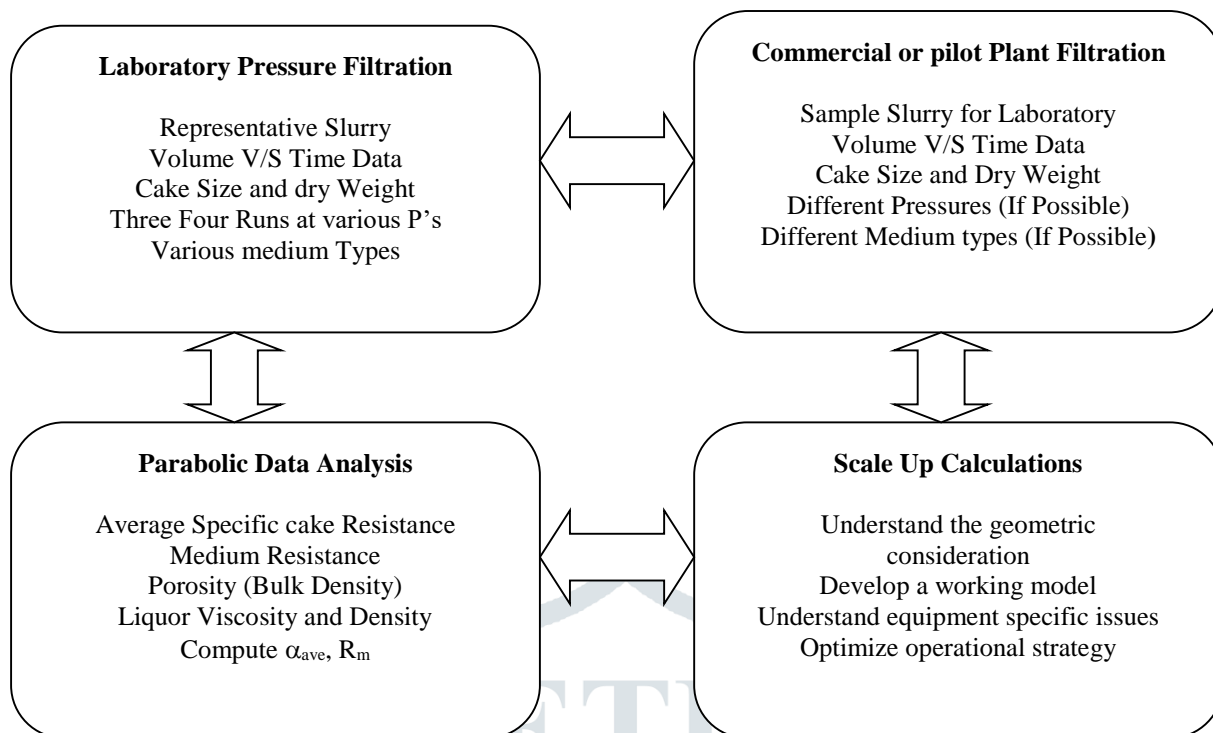 Laboratory Pressure Filtration
Representative Slurry
Volume V/S Time Data
Cake Size and dry Weight
Three Four Runs at various P’s
Various medium Types
Commercial or pilot Plant Filtration
Sample Slurry for Laboratory
Volume V/S Time Data
Cake Size and Dry Weight
Different Pressures (If Possible)
Different Medium types (If Possible)
Parabolic Data Analysis
Average Specific cake Resistance
Medium Resistance
Porosity (Bulk Density)
Liquor Viscosity and Density
Compute αave, Rm
Scale Up Calculations
Understand the geometric
consideration
Develop a working model
Understand equipment specific issues
Optimize operational strategy